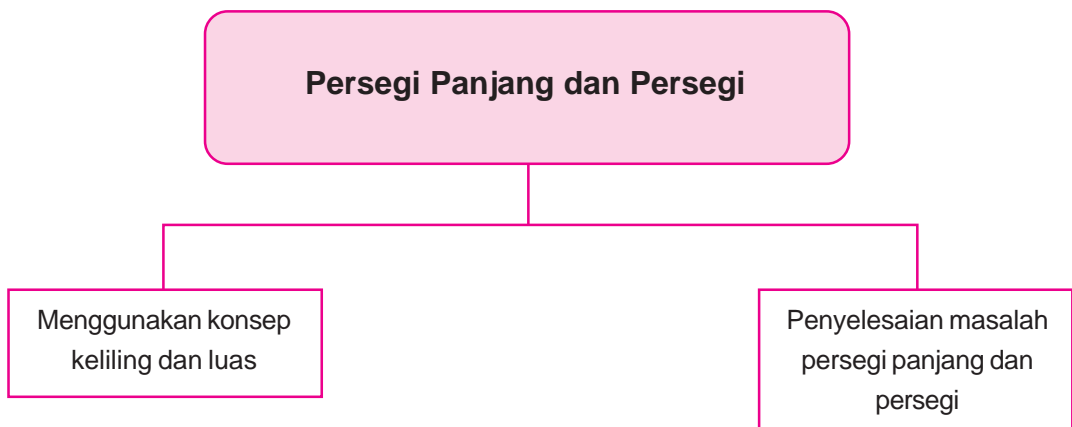 Persegi Panjang dan Persegi
Menggunakan konsep
keliling dan luas
Penyelesaian masalah
persegi panjang dan
persegi